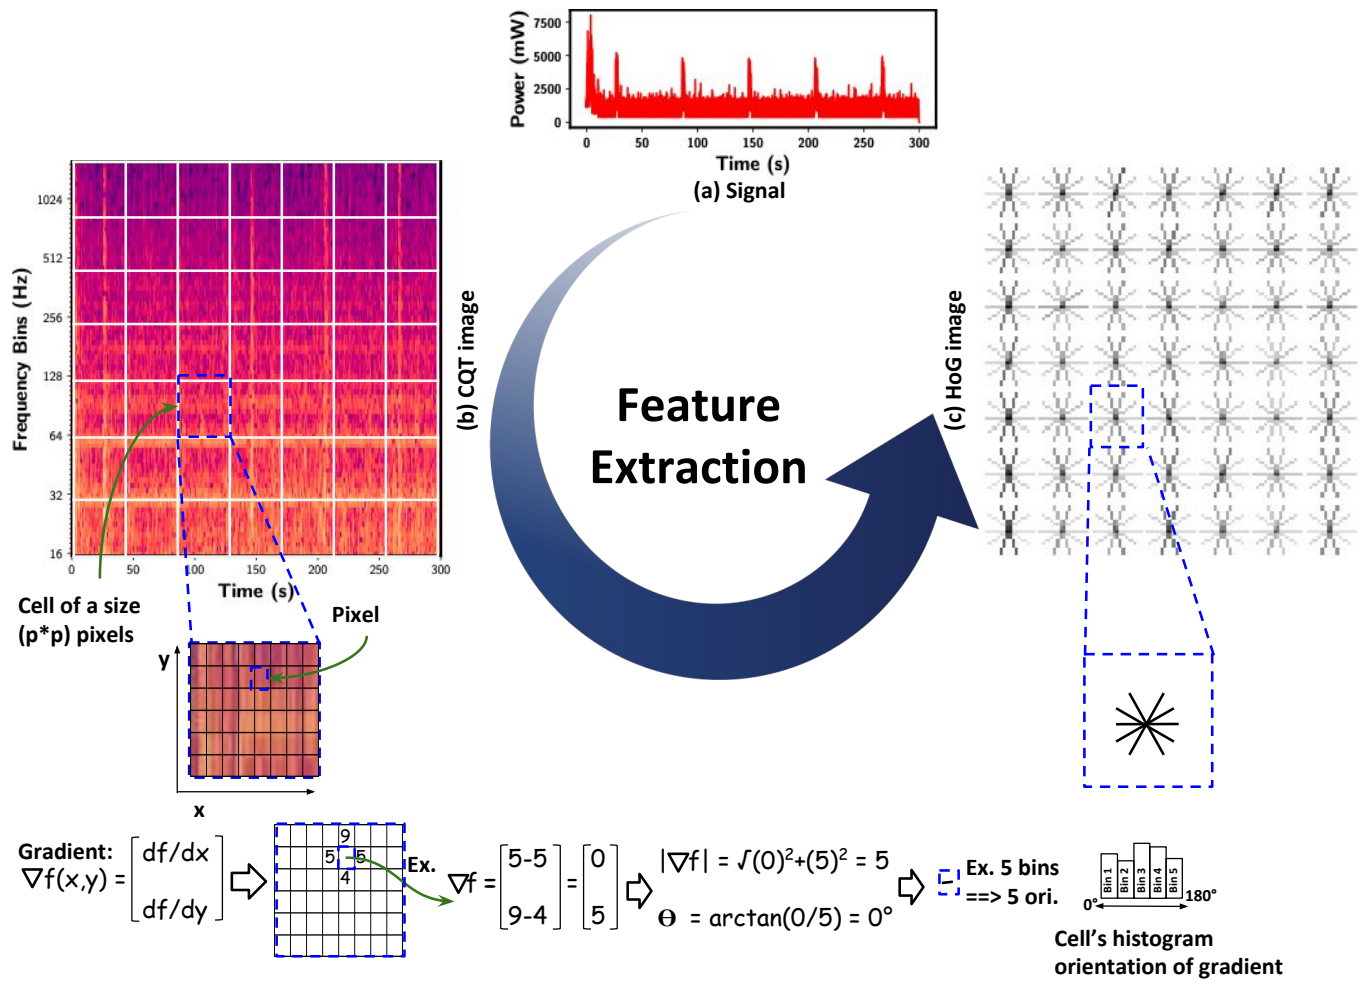 7500
5000
2500
0
Power (mW)
0 50 100 150 200 250 300
Time (s)
(a) Signal
1024
512
256
128
64
32
16
Frequency Bins (Hz)
0 50 100 150 200 250 300
Time (s)
(b) CQT image
Feature
Extraction
(c) HoG image
Cell of a size
(p*p) pixels
Pixel
y
x
Gradient:
∇f(x,y) =
df/dx
df/dy
9
5 5
4
Ex.
∇f = 
5-5
9-4
=
0
5
|∇f| = √(0)²+(5)² = 5
Θ = arctan(0/5) = 0°
Ex. 5 bins
==> 5 ori.
Bin 1
Bin 2
Bin 3
Bin 4
Bin 5
0° 180°
Cell's histogram
orientation of gradient